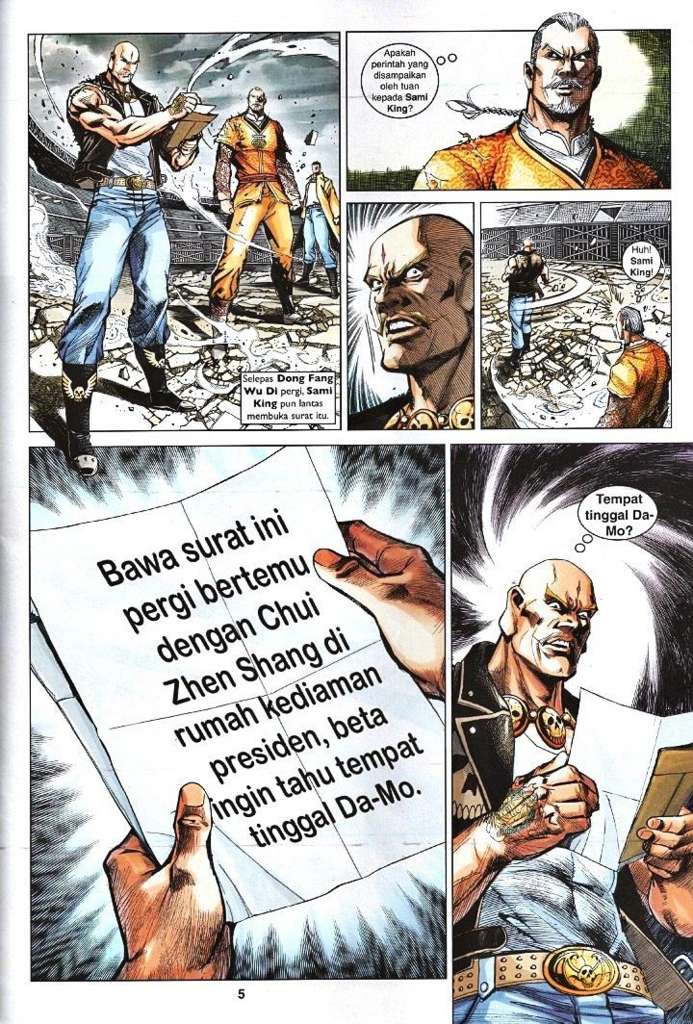 Selepas Dong Fang
Wu Di pergi, Sami
King pun lantas
membuka surat itu.
Apakah
perintah yang
disampaikan
oleh tuan
kepada Sami
King?
Huh!
Sami
King!
Bawa surat ini
pergi bertemu
dengan Chui
Zhen Shang di
rumah kediaman
presiden, beta
ingin tahu tempat
tinggal Da-Mo.
Tempat
tinggal Da-
Mo?
5